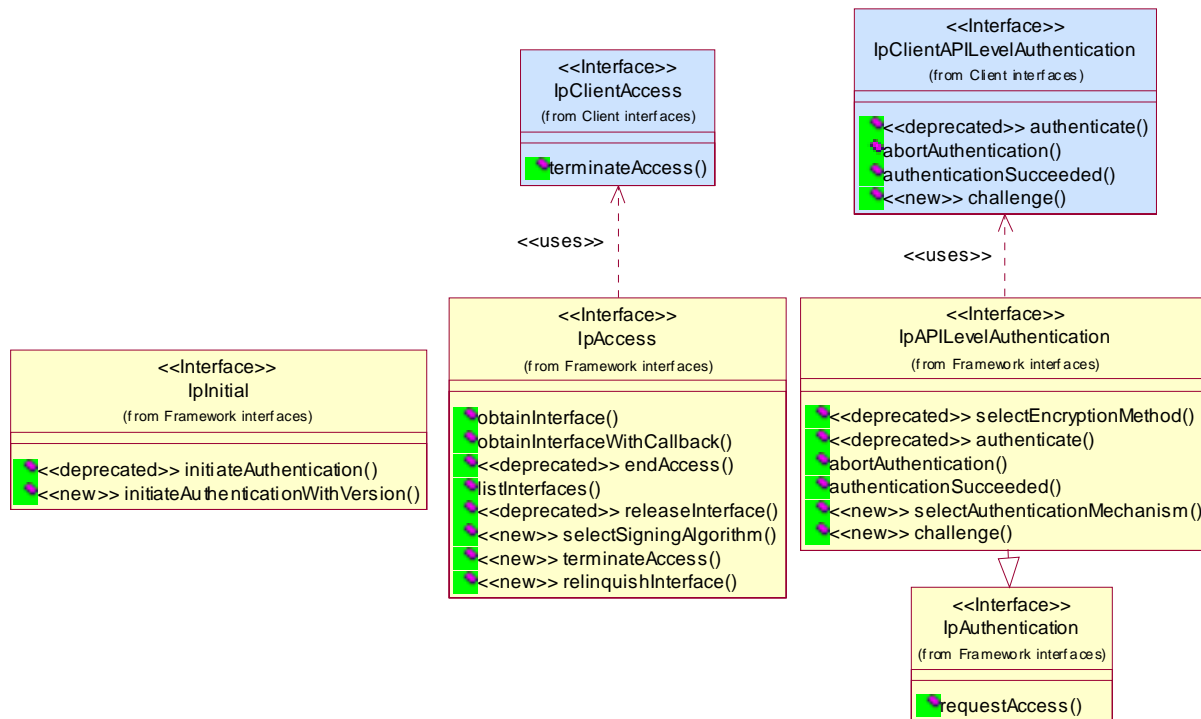 <<Interface>>
IpClientAccess
(from Client interfaces)
terminateAccess()
<<Interface>>
IpClientAPILevelAuthentication
(from Client interfaces)
<<deprecated>> authenticate()
abortAuthentication()
authenticationSucceeded()
<<new>> challenge()
<<uses>>
<<uses>>
<<Interface>>
IpInitial
(from Framework interfaces)
<<deprecated>> initiateAuthentication()
<<new>> initiateAuthenticationWithVersion()
<<Interface>>
IpAccess
(from Framework interfaces)
obtainInterface()
obtainInterfaceWithCallback()
<<deprecated>> endAccess()
listInterfaces()
<<deprecated>> releaseInterface()
<<new>> selectSigningAlgorithm()
<<new>> terminateAccess()
<<new>> relinquishInterface()
<<Interface>>
IpAPILevelAuthentication
(from Framework interfaces)
<<deprecated>> selectEncryptionMethod()
<<deprecated>> authenticate()
abortAuthentication()
authenticationSucceeded()
<<new>> selectAuthenticationMechanism()
<<new>> challenge()
<<Interface>>
IpAuthentication
(from Framework interfaces)
requestAccess()